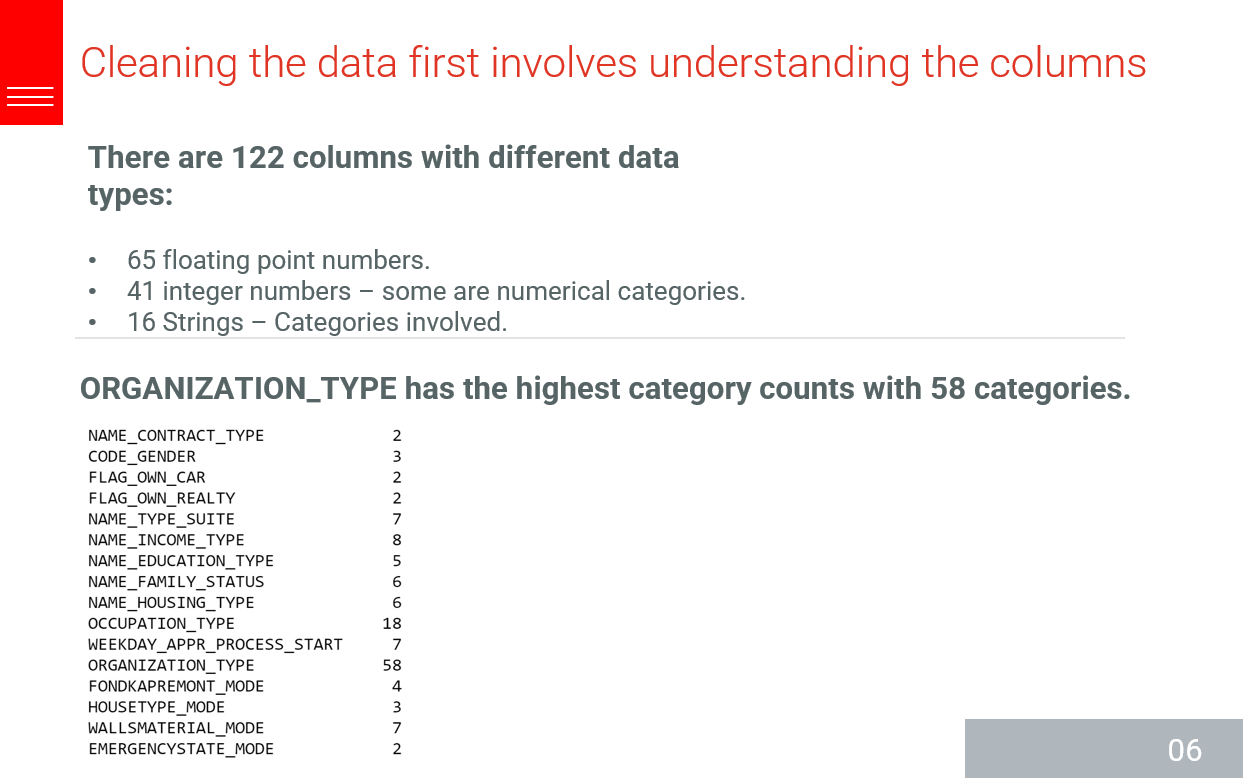 Cleaning the data first involves understanding the columns
There are 122 columns with different data
types:
• 65 floating point numbers.
• 41 integer numbers – some are numerical categories.
• 16 Strings – Categories involved.
ORGANIZATION_TYPE has the highest category counts with 58 categories.
NAME_CONTRACT_TYPE 2
CODE_GENDER 3
FLAG_OWN_CAR 2
FLAG_OWN_REALTY 2
NAME_TYPE_SUITE 7
NAME_INCOME_TYPE 8
NAME_EDUCATION_TYPE 5
NAME_FAMILY_STATUS 6
NAME_HOUSING_TYPE 6
OCCUPATION_TYPE 18
WEEKDAY_APPR_PROCESS_START 7
ORGANIZATION_TYPE 58
FONDKAPREMONT_MODE 4
HOUSETYPE_MODE 3
WALLSMATERIAL_MODE 7
EMERGENCYSTATE_MODE 2
06